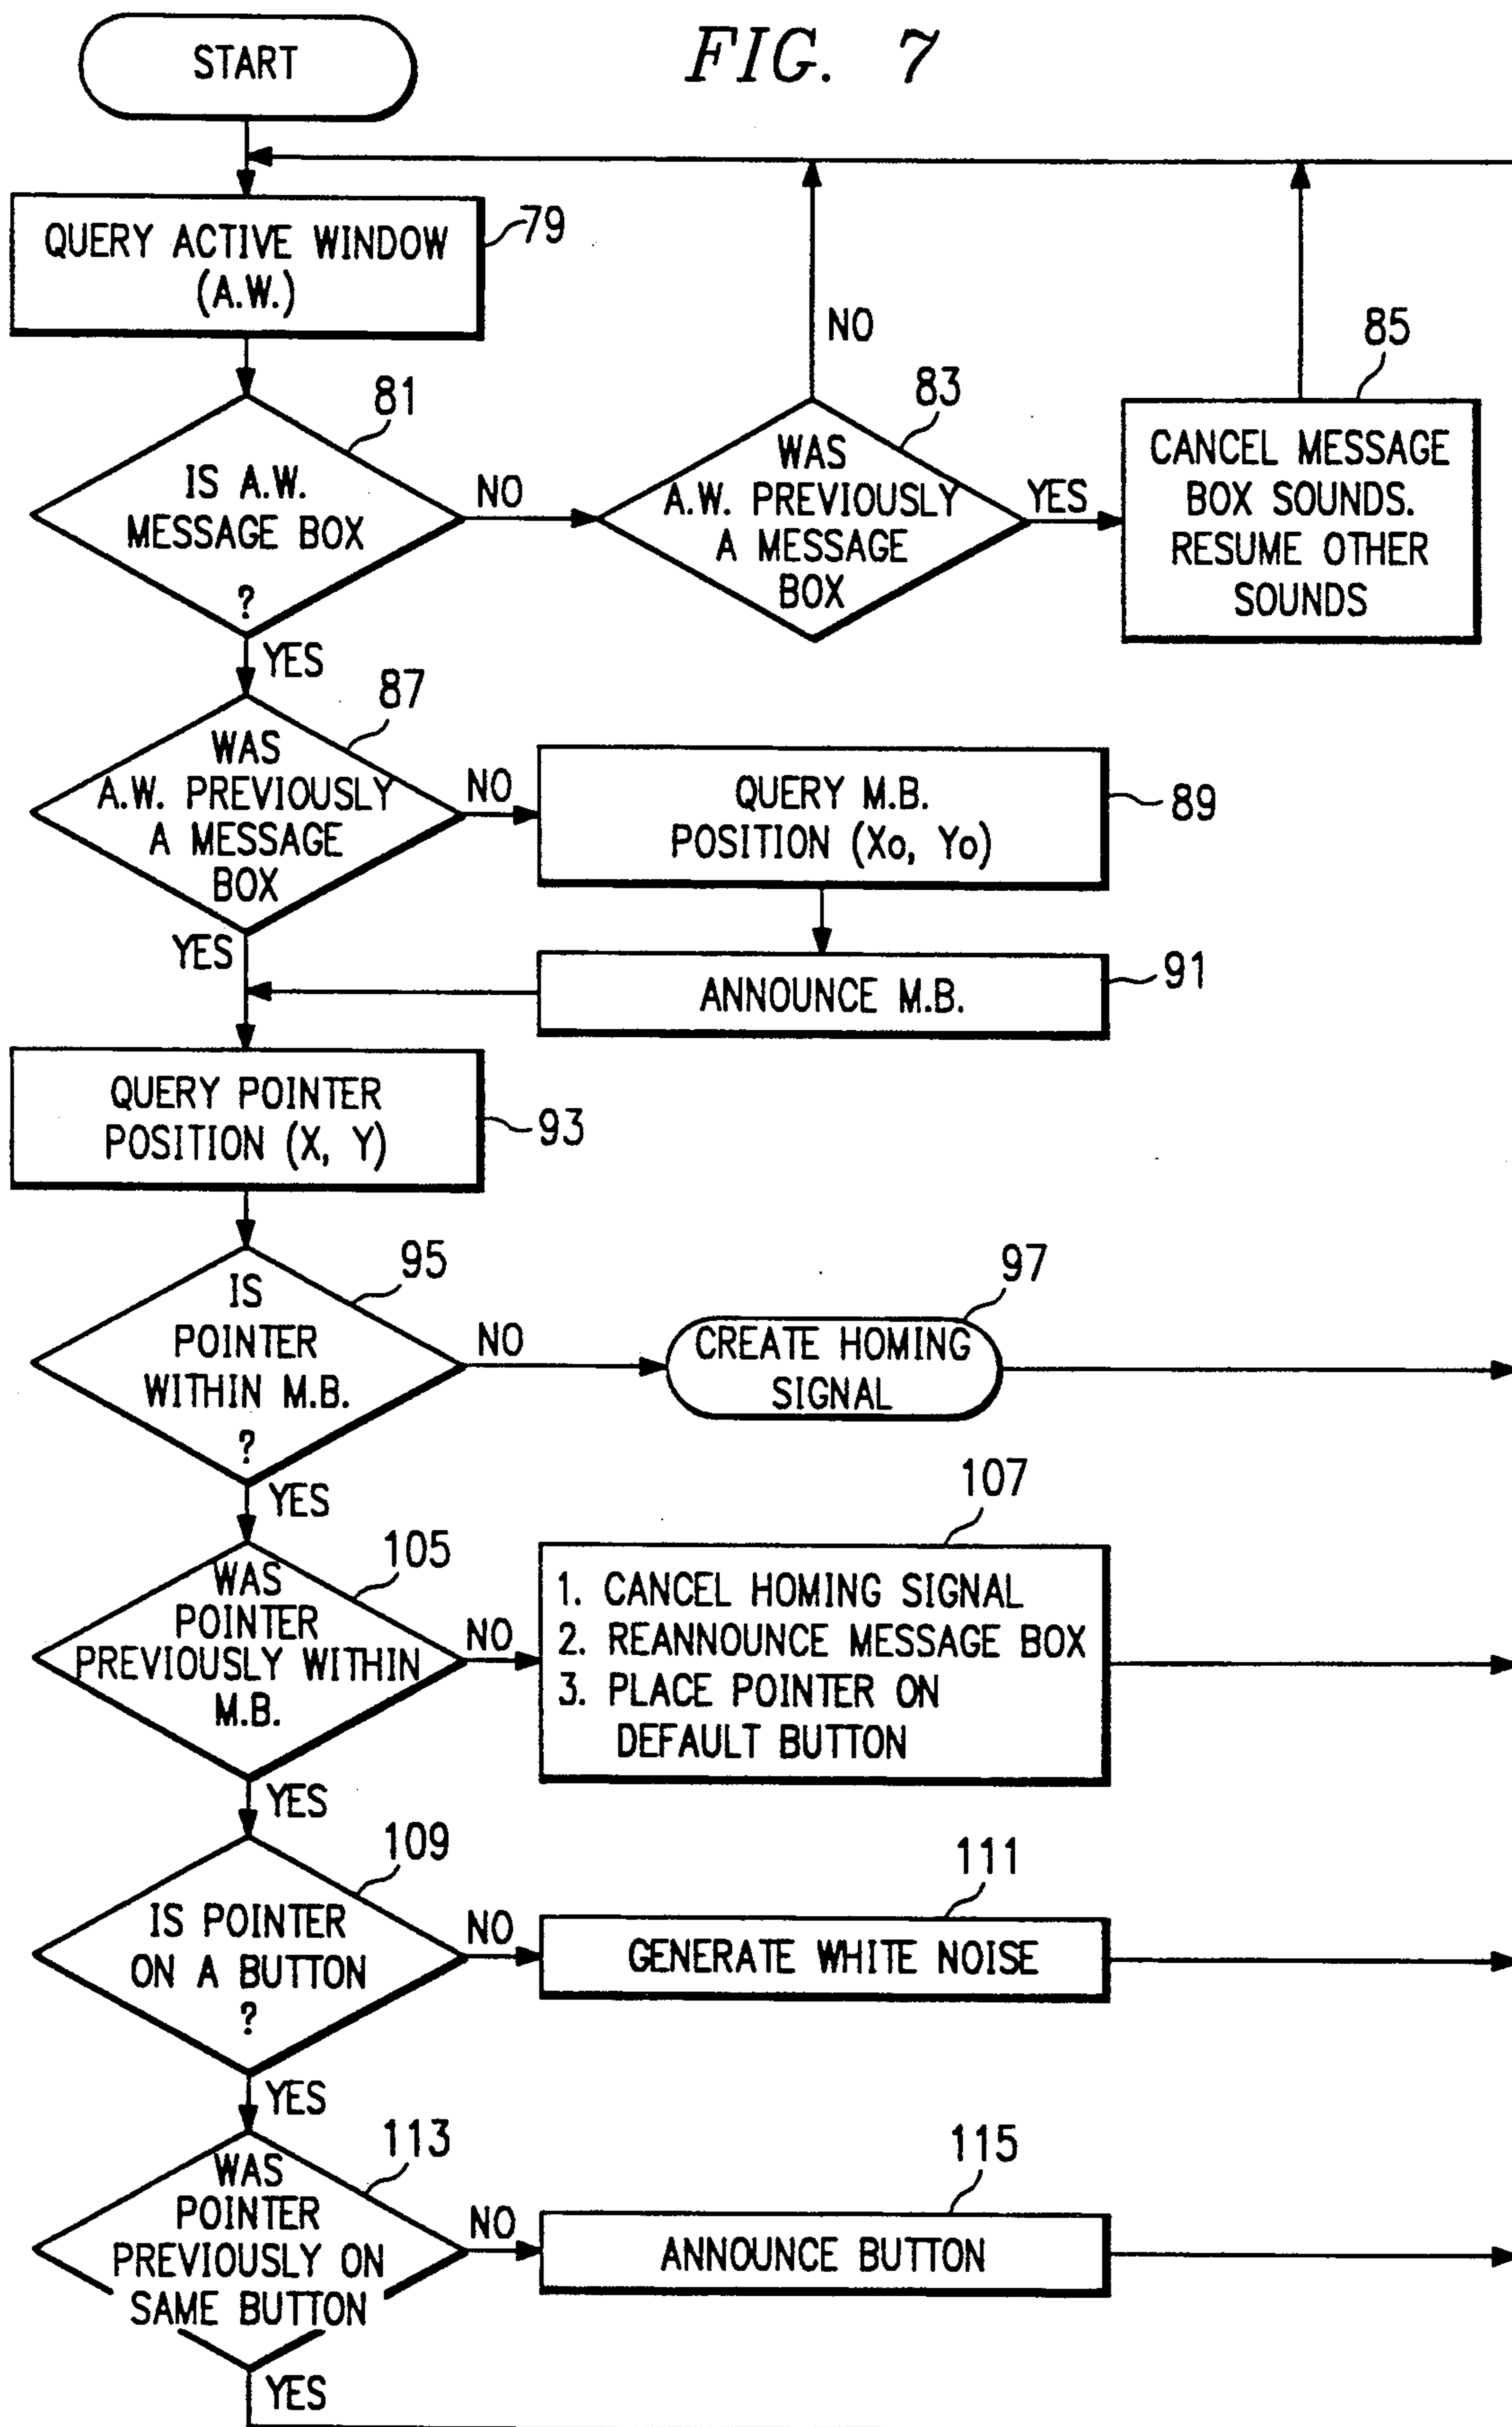 FIG. 7
START
QUERY ACTIVE WINDOW
(A.W.)
79
81
IS A.W.
MESSAGE BOX
?
NO
YES
83
WAS
A.W. PREVIOUSLY
A MESSAGE
BOX
NO
YES
85
CANCEL MESSAGE
BOX SOUNDS.
RESUME OTHER
SOUNDS
87
WAS
A.W. PREVIOUSLY
A MESSAGE
BOX
NO
YES
QUERY M.B.
POSITION (Xo, Yo)
89
ANNOUNCE M.B.
91
QUERY POINTER
POSITION (X, Y)
93
95
IS
POINTER
WITHIN M.B.
?
NO
YES
97
CREATE HOMING
SIGNAL
105
WAS
POINTER
PREVIOUSLY WITHIN
M.B.
NO
YES
107
1. CANCEL HOMING SIGNAL
2. REANNOUNCE MESSAGE BOX
3. PLACE POINTER ON
DEFAULT BUTTON
109
IS POINTER
ON A BUTTON
?
NO
YES
111
GENERATE WHITE NOISE
113
WAS
POINTER
PREVIOUSLY ON
SAME BUTTON
NO
YES
115
ANNOUNCE BUTTON